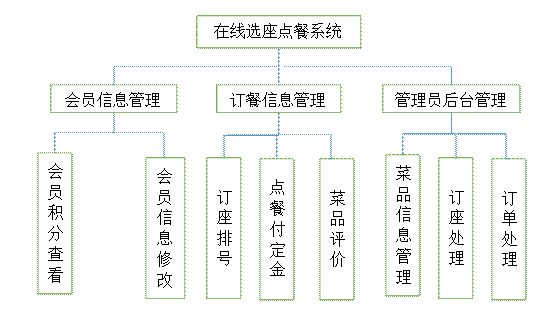 在线选座点餐系统
会员信息管理
订餐信息管理
管理员后台管理
会员积分查看
会员信息修改
订座排号
点餐付定金
菜品评价
菜品信息管理
订座处理
订单处理